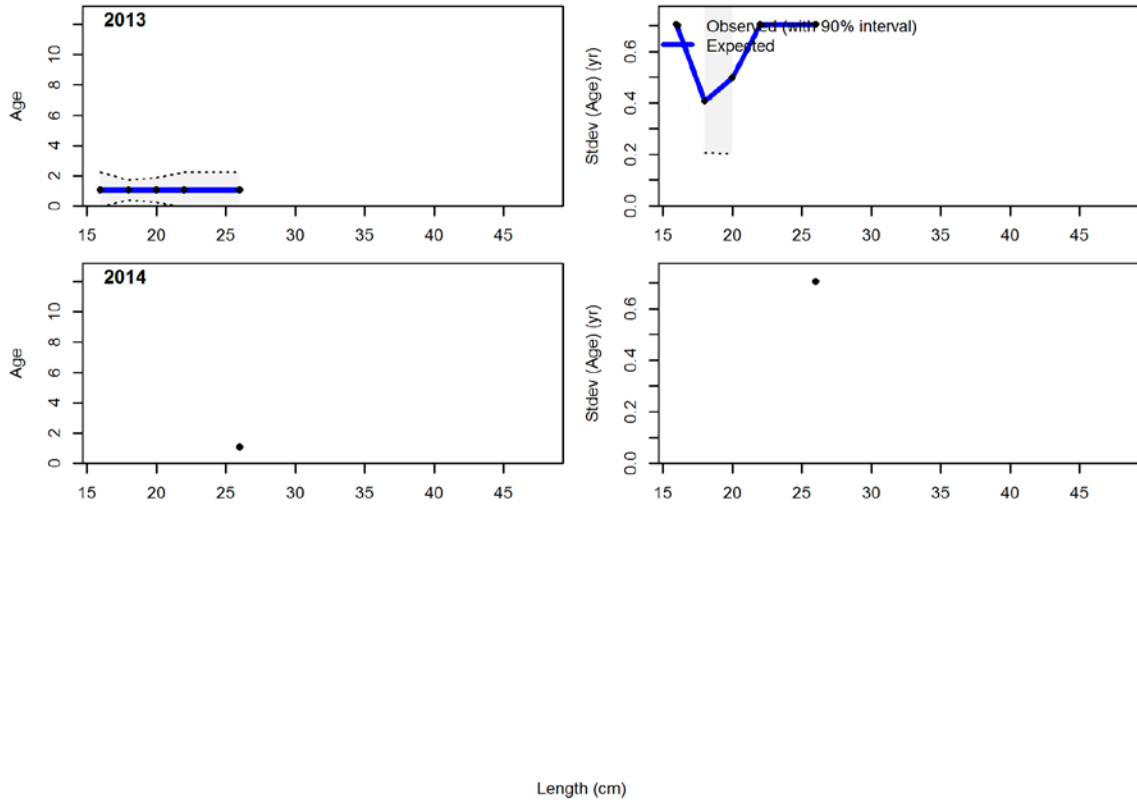 2013
Age
0 2 4 6 8 10
15 20 25 30 35 40 45
Observed (with 90% interval)
Expected
Stdev (Age) (yr)
0.0 0.2 0.4 0.6
15 20 25 30 35 40 45
2014
Age
0 2 4 6 8 10
15 20 25 30 35 40 45
Stdev (Age) (yr)
0.0 0.2 0.4 0.6
15 20 25 30 35 40 45
Length (cm)